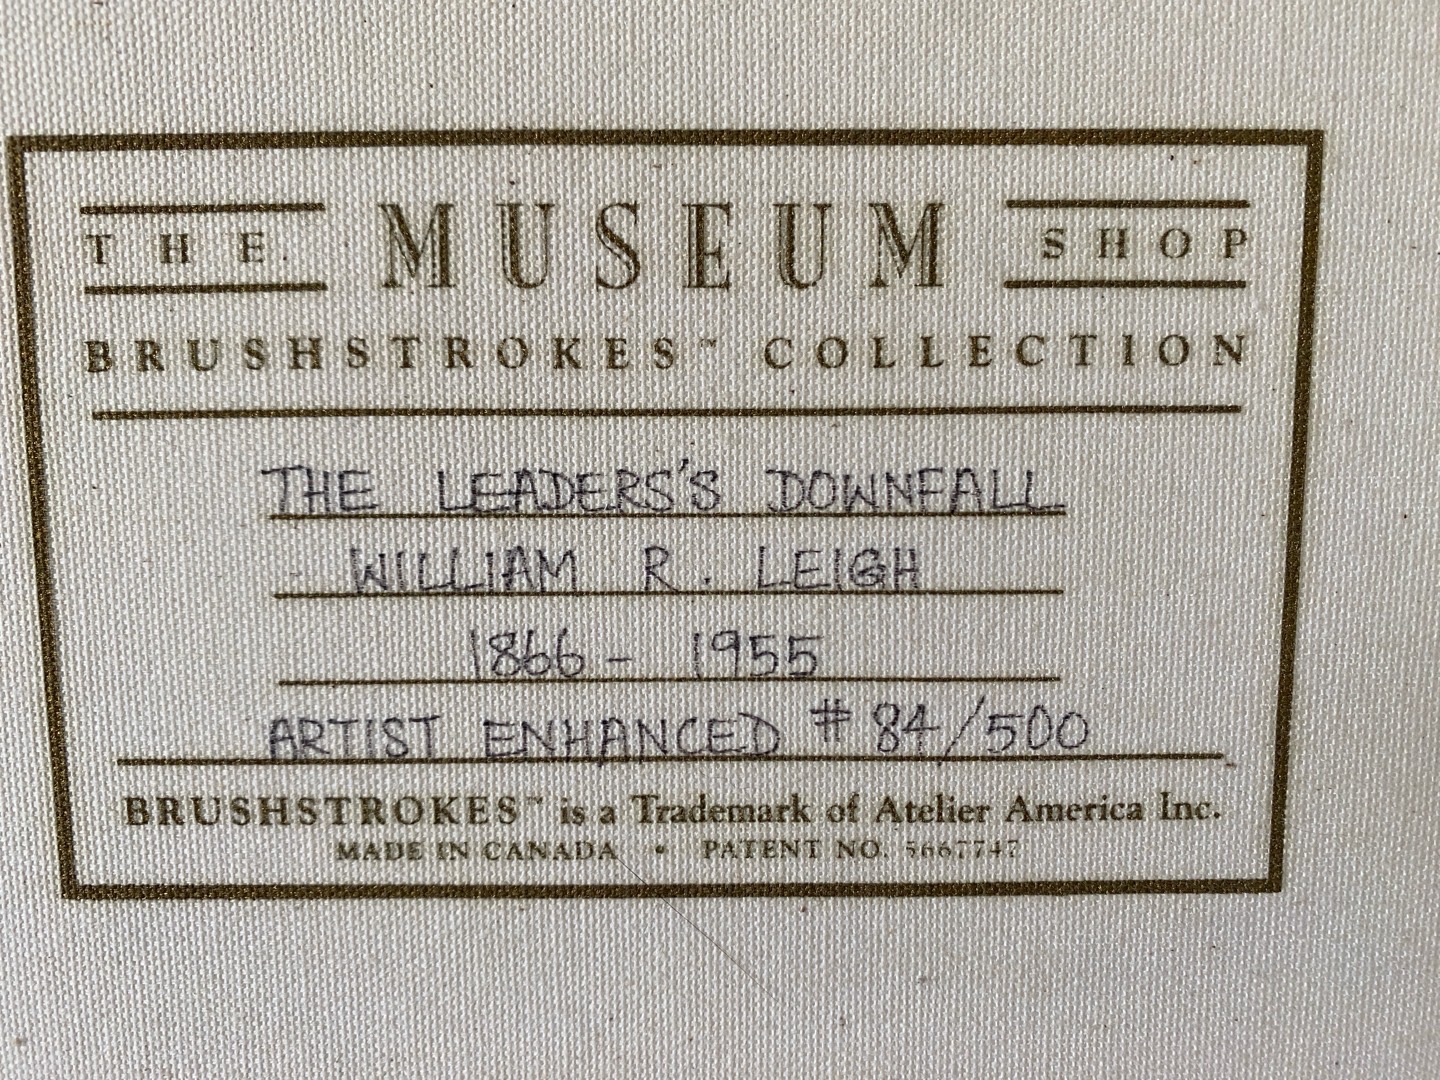 THE MUSEUM SHOP
BRUSHSTROKES™ COLLECTION
THE LEADERS'S DOWNFALL
WILLIAM R. LEIGH
1866 - 1955
ARTIST ENHANCED # 84/500
BRUSHSTROKES™ is a Trademark of Atelier America Inc.
MADE IN CANADA • PATENT NO. 5667747